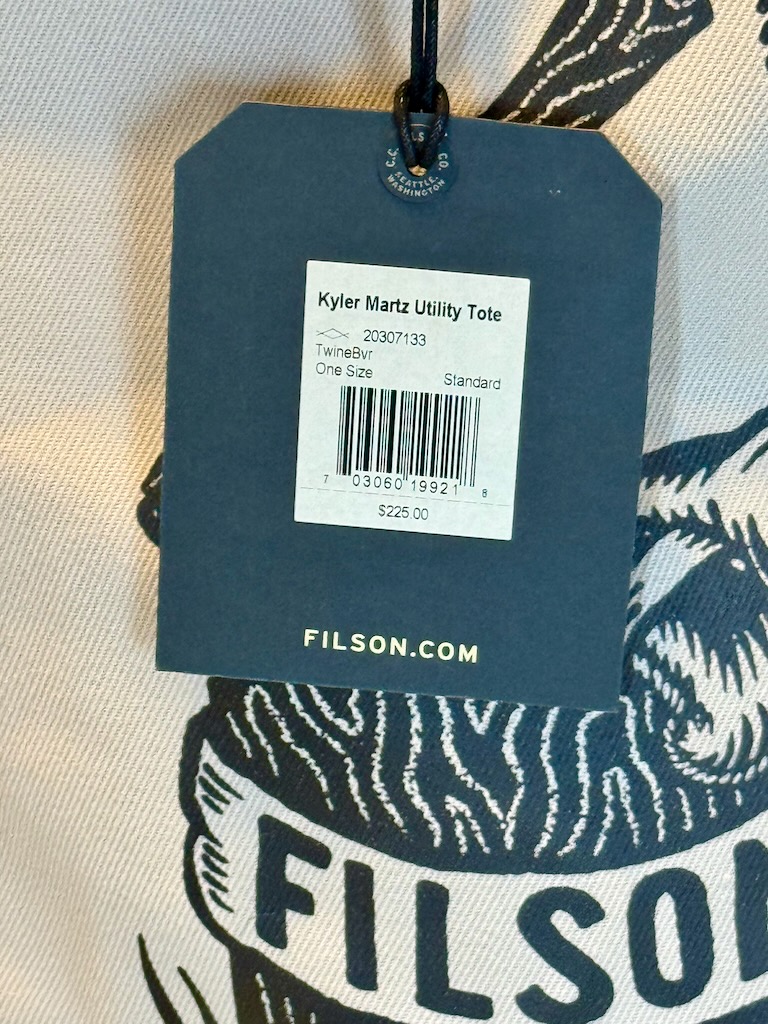 C.C. FILSON CO.
SEATTLE,
WASHINGTON
Kyler Martz Utility Tote
20307133
TwineBvr
One Size Standard
7 03060 19921 8
$225.00
FILSON.COM
FILSON